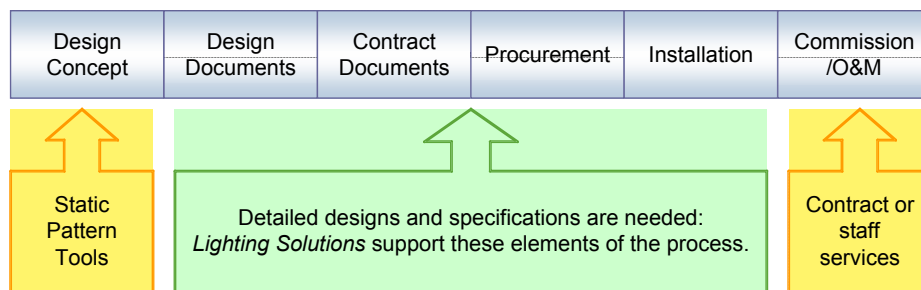 Design
Concept
Design
Documents
Contract
Documents
Procurement
Installation
Commission
/O&M
Static
Pattern
Tools
Detailed designs and specifications are needed:
Lighting Solutions support these elements of the process.
Contract or
staff
services